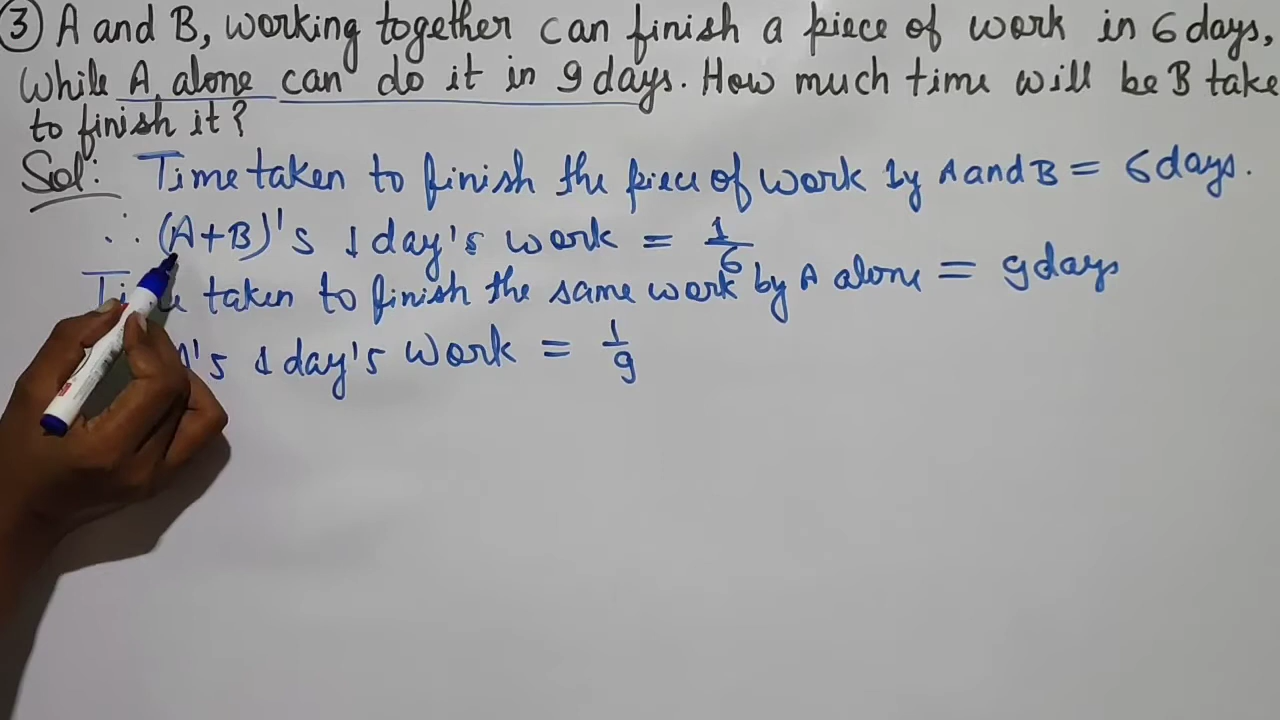 ③ A and B, working together can finish a piece of work in 6 days,
while A alone can do it in 9 days. How much time will be B take
to finish it?
Sol: Time taken to finish the piece of work by A and B = 6 days.
∴ (A+B)'s 1 day's work = 1/6
taken to finish the same work by A alone = 9 days
A's 1 day's work = 1/9